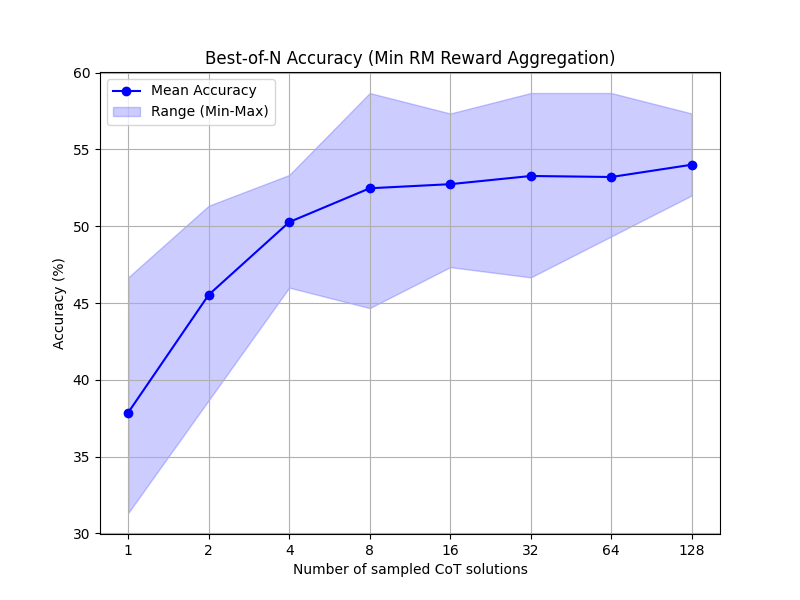 Best-of-N Accuracy (Min RM Reward Aggregation)
Mean Accuracy
Range (Min-Max)
60
55
50
45
40
35
30
Accuracy (%)
1 2 4 8 16 32 64 128
Number of sampled CoT solutions